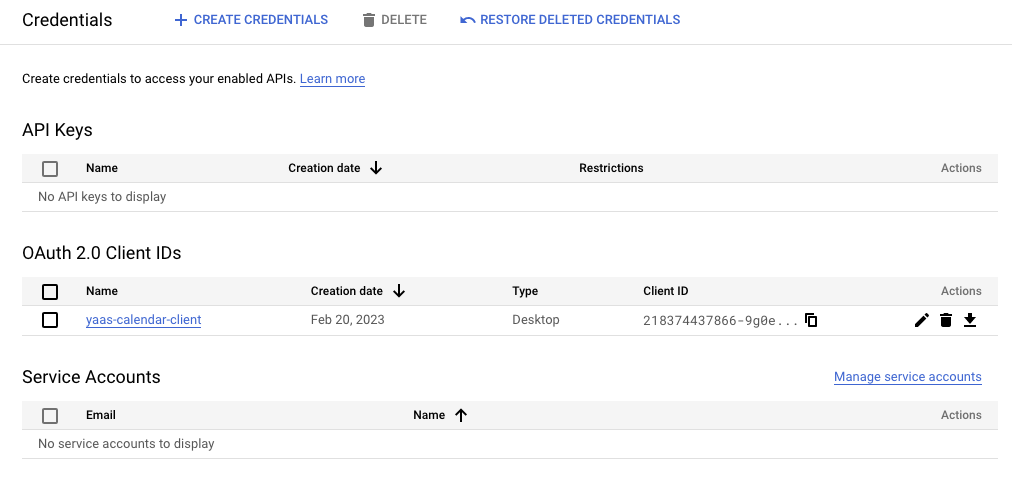 Credentials + CREATE CREDENTIALS DELETE RESTORE DELETED CREDENTIALS
Create credentials to access your enabled APIs. Learn more
API Keys
Name Creation date Restrictions Actions
No API keys to display
OAuth 2.0 Client IDs
Name Creation date Type Client ID Actions
yaas-calendar-client Feb 20, 2023 Desktop 218374437866-9g0e...
Service Accounts Manage service accounts
Email Name Actions
No service accounts to display